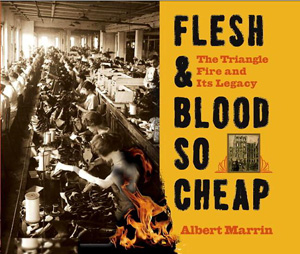 FLESH
&
The Triangle
Fire and
Its Legacy
BLOOD
SO
CHEAP
Albert Marrin